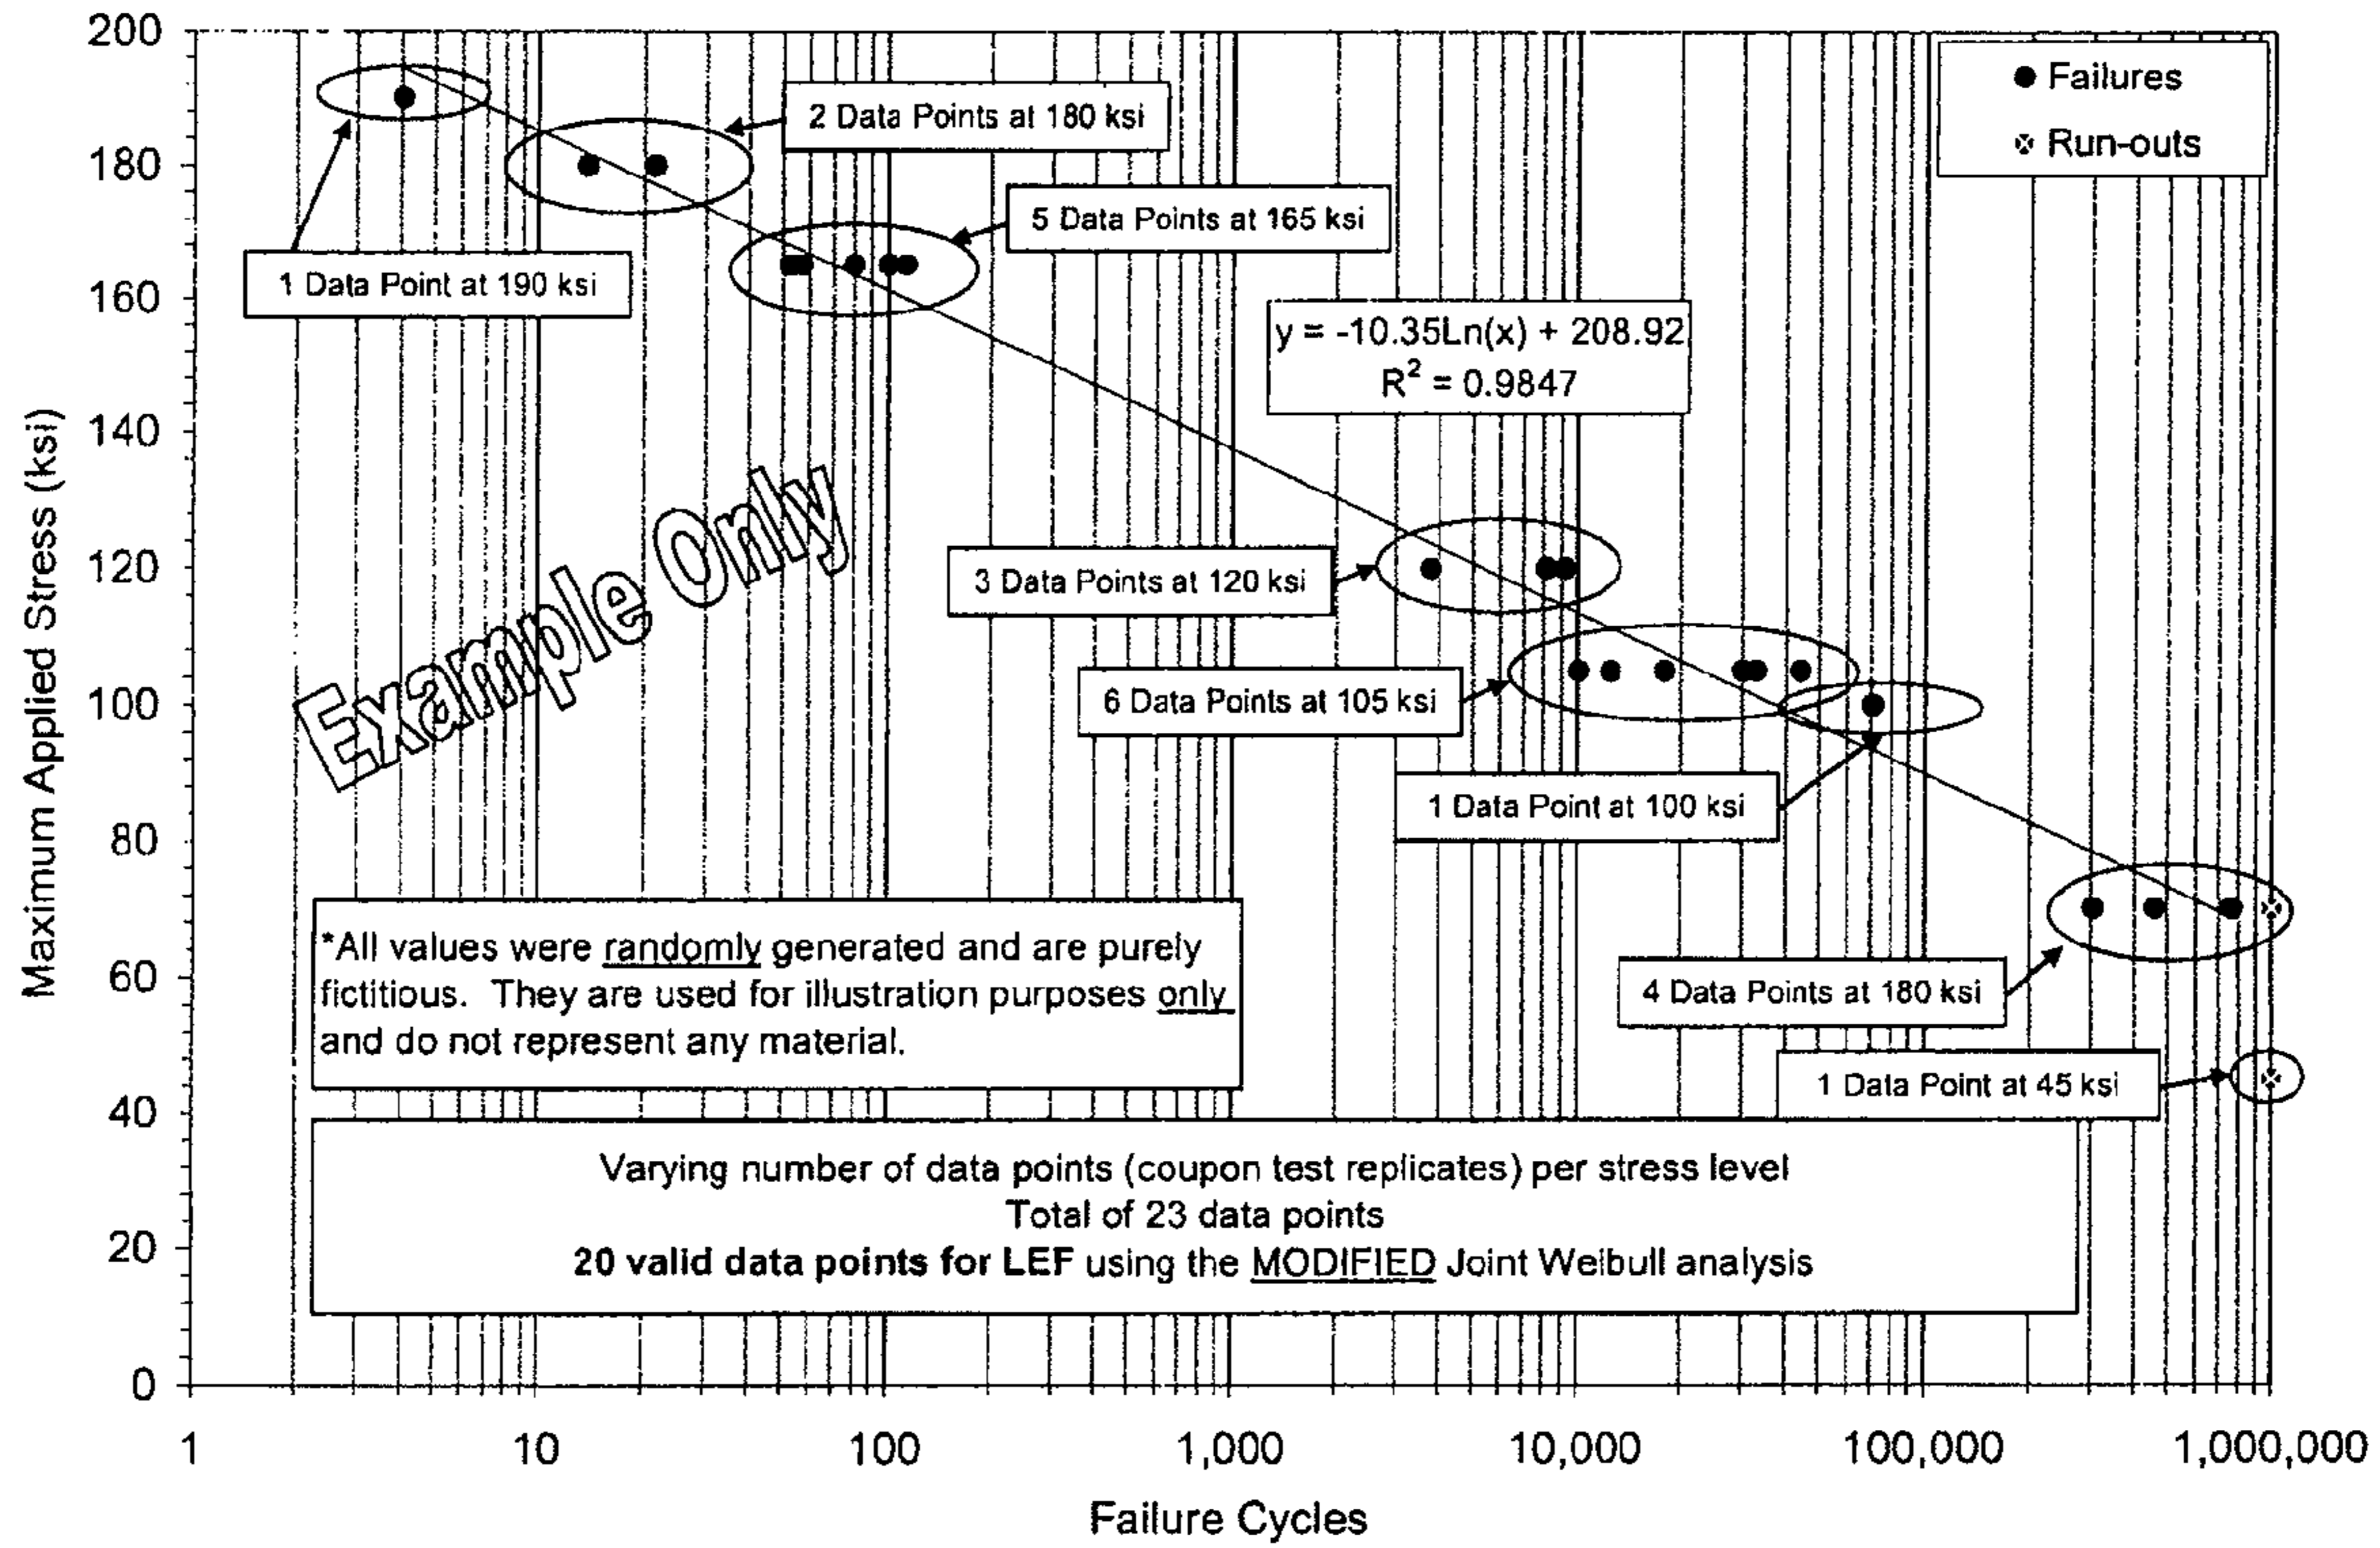 200
180
160
140
120
100
80
60
40
20
0
Maximum Applied Stress (ksi)
Failures
Run-outs
2 Data Points at 180 ksi
5 Data Points at 165 ksi
1 Data Point at 190 ksi
y = -10.35Ln(x) + 208.92
R² = 0.9847
Example Only
3 Data Points at 120 ksi
6 Data Points at 105 ksi
1 Data Point at 100 ksi
*All values were randomly generated and are purely
fictitious. They are used for illustration purposes only
and do not represent any material.
4 Data Points at 180 ksi
1 Data Point at 45 ksi
Varying number of data points (coupon test replicates) per stress level
Total of 23 data points
20 valid data points for LEF using the MODIFIED Joint Weibull analysis
1
10
100
1,000
10,000
100,000
1,000,000
Failure Cycles